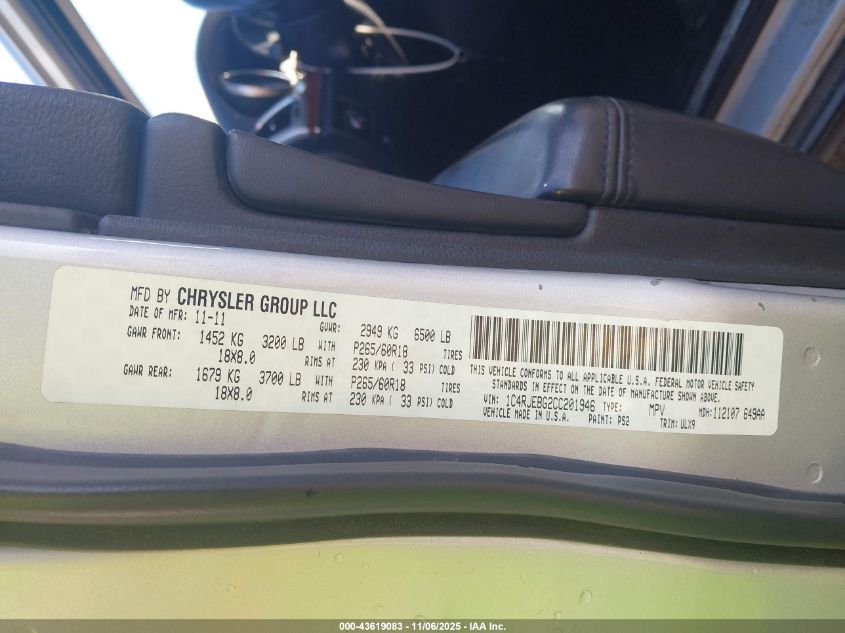 MFD BY CHRYSLER GROUP LLC
DATE OF MFR: 11-11 GVWR: 2949 KG 6500 LB
GAWR FRONT: 1452 KG 3200 LB WITH P265/60R18 TIRES
18X8.0 RIMS AT 230 KPA ( 33 PSI) COLD
GAWR REAR: 1679 KG 3700 LB WITH P265/60R18 TIRES
18X8.0 RIMS AT 230 KPA ( 33 PSI) COLD
THIS VEHICLE CONFORMS TO ALL APPLICABLE U.S.A. FEDERAL MOTOR VEHICLE SAFETY
STANDARDS IN EFFECT ON THE DATE OF MANUFACTURE SHOWN ABOVE.
VIN: 1C4RJEBG2CC201946 TYPE: MPV MDH: 112107 649AA
VEHICLE MADE IN U.S.A. PAINT: PS2 TRIM: ULX9
000-43619083 - 11/06/2025 - IAA Inc.